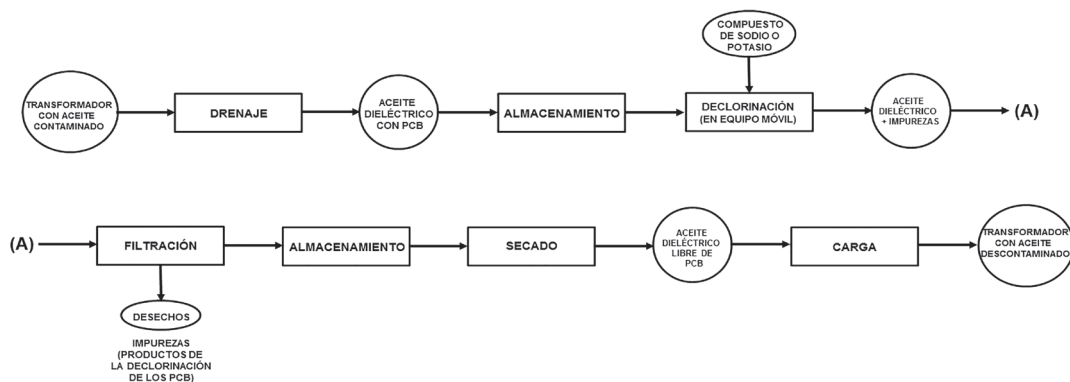 COMPUESTO
DE SODIO O
POTASIO
TRANSFORMADOR
CON ACEITE
CONTAMINADO
DRENAJE
ACEITE
DIELÉCTRICO
CON PCB
ALMACENAMIENTO
DECLORINACIÓN
(EN EQUIPO MÓVIL)
ACEITE
DIELÉCTRICO
+ IMPUREZAS
(A)
(A)
FILTRACIÓN
ALMACENAMIENTO
SECADO
ACEITE
DIELÉCTRICO
LIBRE DE
PCB
CARGA
TRANSFORMADOR
CON ACEITE
DESCONTAMINADO
DESECHOS
IMPUREZAS
(PRODUCTOS DE
LA DECLORINACIÓN
DE LOS PCB)